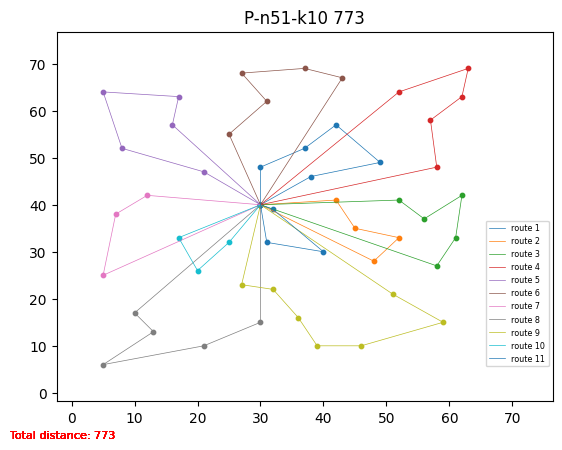 P-n51-k10 773
70
60
50
40
30
20
10
0
route 1
route 2
route 3
route 4
route 5
route 6
route 7
route 8
route 9
route 10
route 11
0 10 20 30 40 50 60 70
Total distance: 773